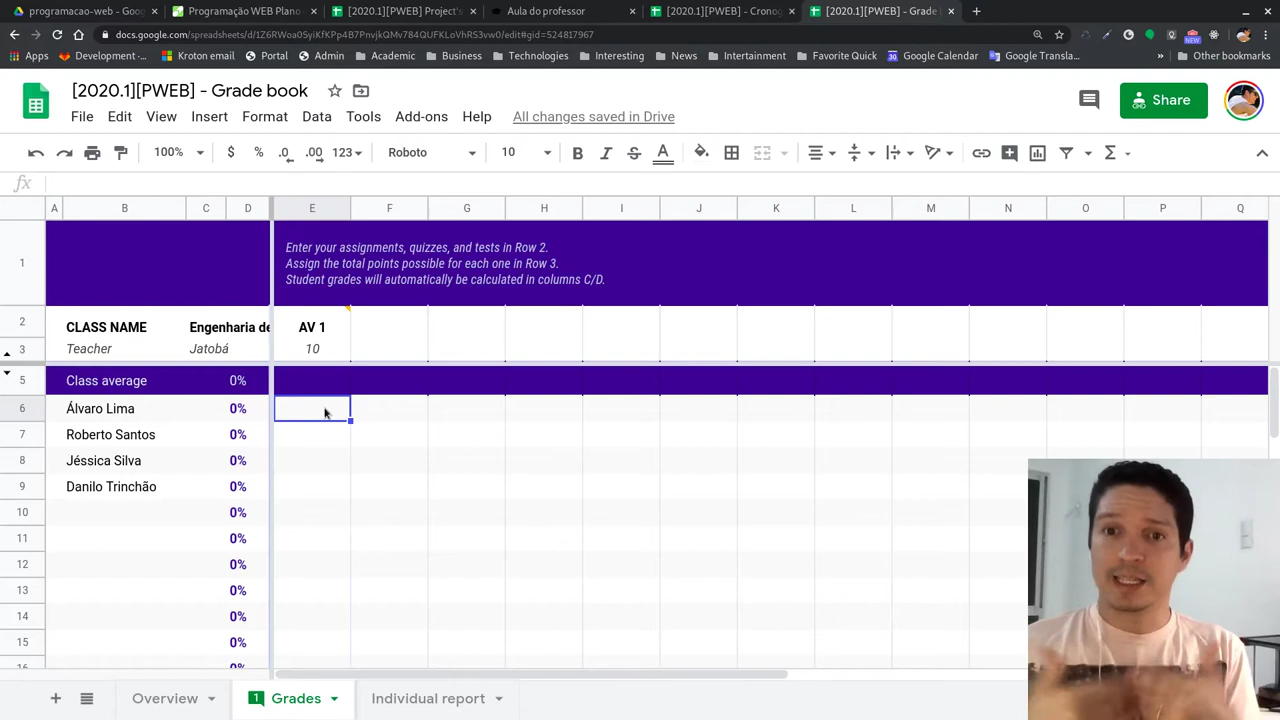 cronacao-web - Goo
Programação WEB Plano
[2020.1][PWEB] Project's
Aula do professor
[2020.1][PWEB] - Cronog
[2020.1][PWEB] - Grade
docs.google.com/spreadsheets/d/1Z6RWoa0SyiKfKPp4B7PnvjkQMv784QUFKLoVhRS3vw0/edit#gid=524817967
NEW
Apps
Development -...
Kroton email
Portal
Admin
Academic
Business
Technologies
Interesting
News
Intertainment
Favorite Quick
Google Calendar
Google Transla...
Other bookmarks
[2020.1][PWEB] - Grade book
Share
File Edit View Insert Format Data Tools Add-ons Help All changes saved in Drive
100% $ % .0 .00 123 Roboto 10 B I S A Σ
fx
A B C D E F G H I J K L M N O P Q
1
Enter your assignments, quizzes, and tests in Row 2.
Assign the total points possible for each one in Row 3.
Student grades will automatically be calculated in columns C/D.
2 CLASS NAME Engenharia de AV 1
3 Teacher Jatobá 10
5 Class average 0%
6 Álvaro Lima 0%
7 Roberto Santos 0%
8 Jéssica Silva 0%
9 Danilo Trinchão 0%
10 0%
11 0%
12 0%
13 0%
14 0%
15 0%
16 0%
+ Overview 1 Grades Individual report